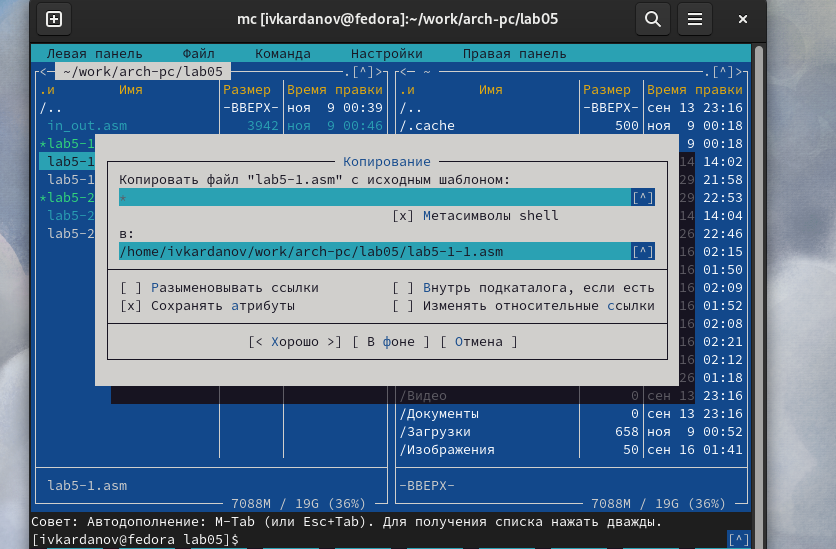 mc [ivkardanov@fedora]:~/work/arch-pc/lab05
Левая панель Файл Команда Настройки Правая панель
<— ~/work/arch-pc/lab05 .[^]> <— ~ .[^]>
.и Имя Размер Время правки .и Имя Размер Время правки
/.. -ВВЕРХ- ноя 9 00:39 /.. -ВВЕРХ- сен 13 23:16
in_out.asm 3942 ноя 9 00:46 /.cache 500 ноя 9 00:18
*lab5-1 9 00:18
lab5-1 14 14:02
lab5-1 29 21:58
*lab5-2 29 22:53
lab5-2 14 14:04
lab5-2 26 22:46
16 02:15
16 01:50
16 02:09
16 01:52
16 02:08
16 02:21
16 02:12
26 01:18
Копирование
Копировать файл "lab5-1.asm" с исходным шаблоном:
* [^]
[x] Метасимволы shell
в:
/home/ivkardanov/work/arch-pc/lab05/lab5-1-1.asm [^]
[ ] Разыменовывать ссылки [ ] Внутрь подкаталога, если есть
[x] Сохранять атрибуты [ ] Изменять относительные ссылки
[< Хорошо >] [ В фоне ] [ Отмена ]
/Видео 0 сен 13 23:16
/Документы 0 сен 13 23:16
/Загрузки 658 ноя 9 00:52
/Изображения 50 сен 16 01:41
lab5-1.asm -ВВЕРХ-
7088M / 19G (36%) 7088M / 19G (36%)
Совет: Автодополнение: M-Tab (или Esc+Tab). Для получения списка нажать дважды.
[ivkardanov@fedora lab05]$ [^]